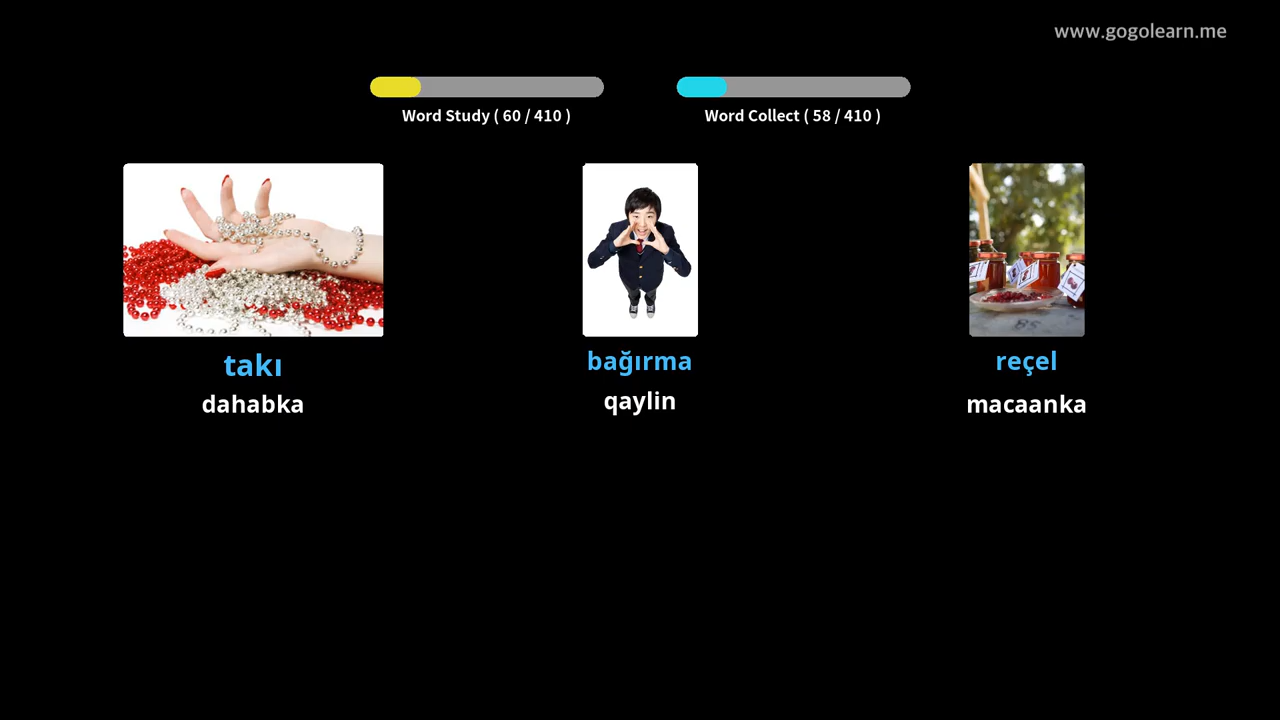 www.gogolearn.me
Word Study ( 60 / 410 )
Word Collect ( 58 / 410 )
takı
dahabka
bağırma
qaylin
reçel
macaanka